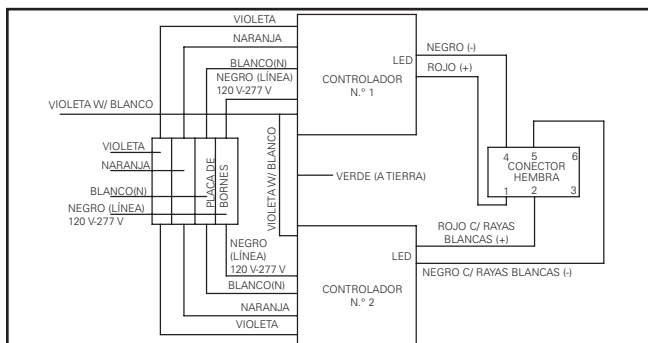 VIOLETA
NARANJA
BLANCO(N)
NEGRO (LÍNEA)
120 V-277 V
VIOLETA W/ BLANCO
LED
CONTROLADOR
N.º 1
NEGRO (-)
ROJO (+)
VIOLETA
NARANJA
BLANCO(N)
NEGRO (LÍNEA)
120 V-277 V
PLACA DE
BORNES
VIOLETA W/ BLANCO
VERDE (A TIERRA)
4 5 6
CONECTOR
HEMBRA
1 2 3
NEGRO
(LÍNEA)
120 V-277 V
BLANCO(N)
NARANJA
VIOLETA
LED
CONTROLADOR
N.º 2
ROJO C/ RAYAS
BLANCAS (+)
NEGRO C/ RAYAS BLANCAS (-)